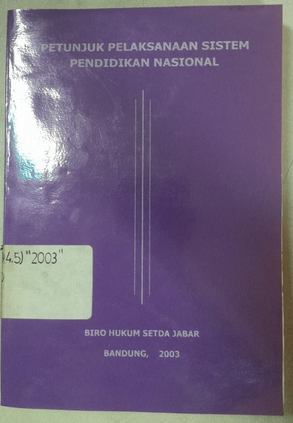 PETUNJUK PELAKSANAAN SISTEM
PENDIDIKAN NASIONAL
4.5) "2003"
BIRO HUKUM SETDA JABAR
BANDUNG, 2003